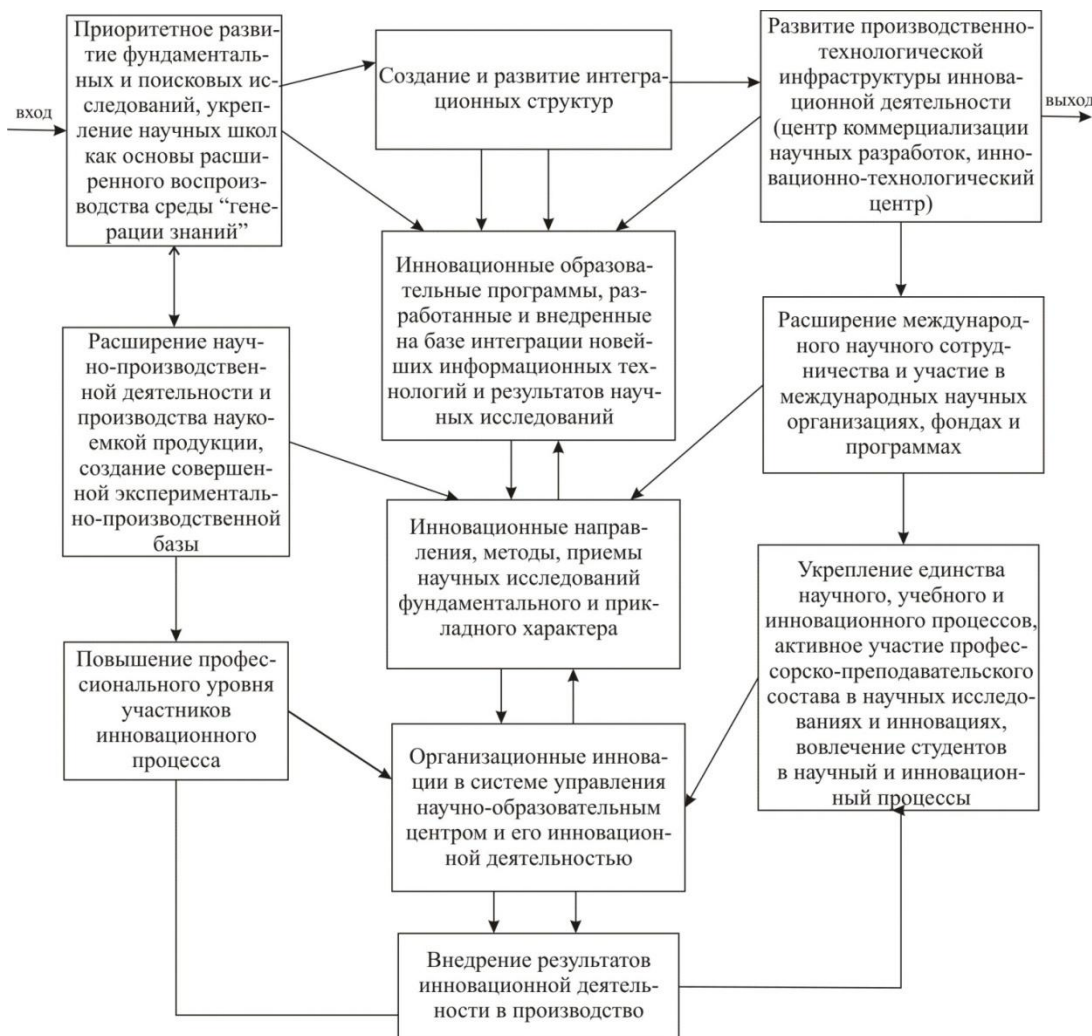 вход
Приоритетное разви-
тие фундаменталь-
ных и поисковых ис-
следований, укреп-
ление научных школ
как основы расши-
ренного воспроиз-
водства среды “гене-
рации знаний”
Создание и развитие интегра-
ционных структур
Развитие производственно-
технологической
инфраструктуры иннова-
ционной деятельности
(центр коммерциализации
научных разработок, инно-
вационно-технологический
центр)
выход
Инновационные образова-
тельные программы, раз-
работанные и внедренные
на базе интеграции новей-
ших информационных тех-
нологий и результатов науч-
ных исследований
Расширение науч-
но-производствен-
ной деятельности и
производства науко-
емкой продукции,
создание совершен-
ной эксперименталь-
но-производственной
базы
Расширение международ-
ного научного сотруд-
ничества и участие в
международных научных
организациях, фондах и
программах
Инновационные направ-
ления, методы, приемы
научных исследований
фундаментального и прик-
ладного характера
Укрепление единства
научного, учебного и
инновационного процессов,
активное участие профес-
сорско-преподавательского
состава в научных исследо-
ваниях и инновациях,
вовлечение студентов
в научный и инновацион-
ный процессы
Повышение профес-
сионального уровня
участников
инновационного
процесса
Организационные иннова-
ции в системе управления
научно-образовательным
центром и его инновацион-
ной деятельностью
Внедрение результатов
инновационной деятель-
ности в производство